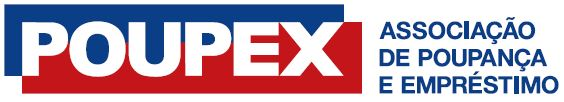 POUPEX
ASSOCIAÇÃO
DE POUPANÇA
E EMPRÉSTIMO